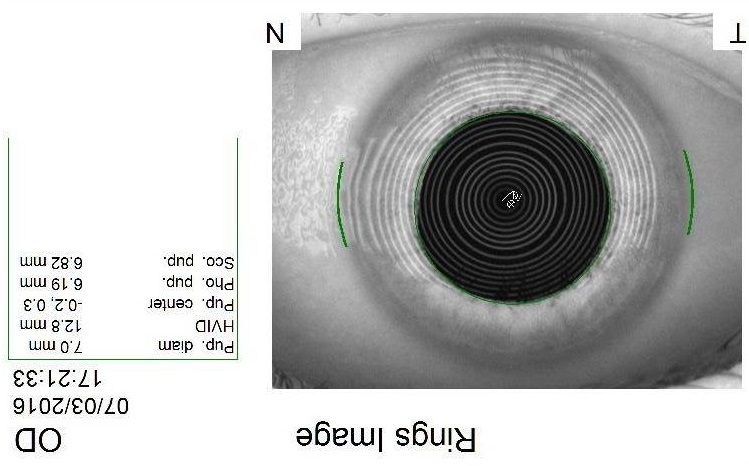 Rings Image
OD
07/03/2016
17:21:33
Pup. diam 7.0 mm
HVID 12.8 mm
Pup. center -0.2, 0.3
Pho. pup. 6.19 mm
Sco. pup. 6.82 mm
T N